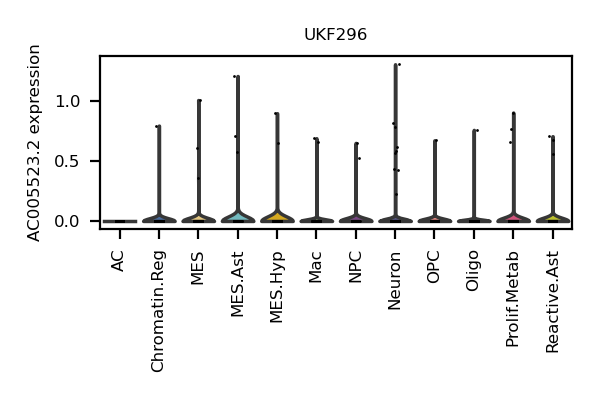 UKF296
AC005523.2 expression
1.0
0.5
0.0
AC
Chromatin.Reg
MES
MES.Ast
MES.Hyp
Mac
NPC
Neuron
OPC
Oligo
Prolif.Metab
Reactive.Ast